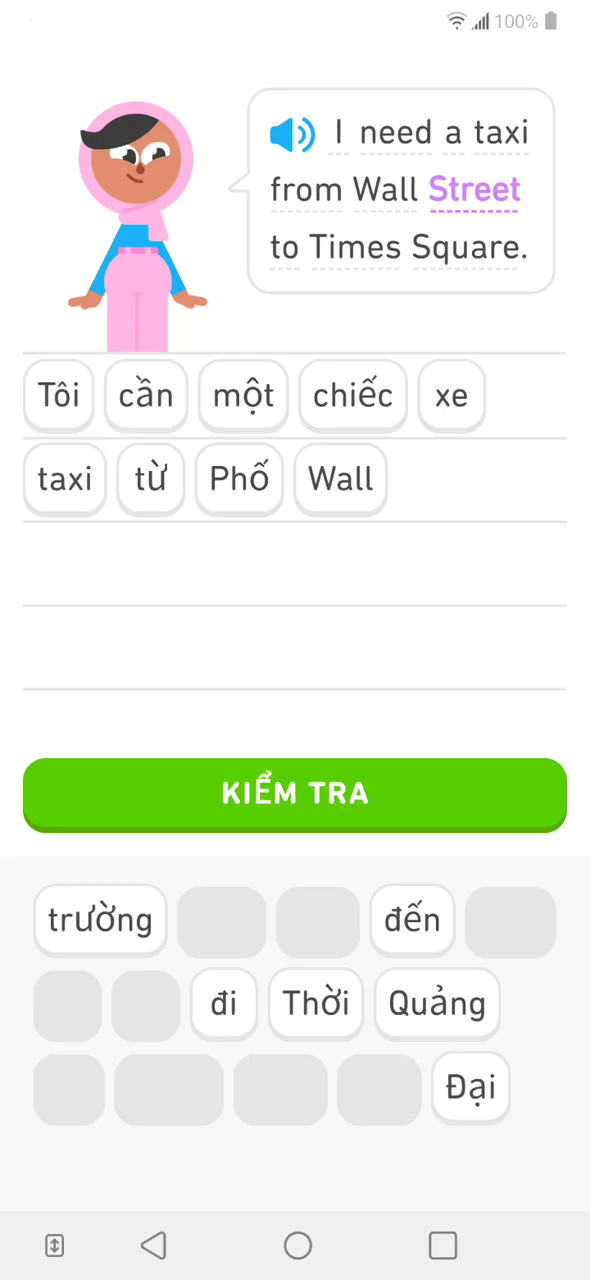 100%
I need a taxi
from Wall Street
to Times Square.
Tôi cần một chiếc xe
taxi từ Phố Wall
KIỂM TRA
trường đến
đi Thời Quảng
Đại